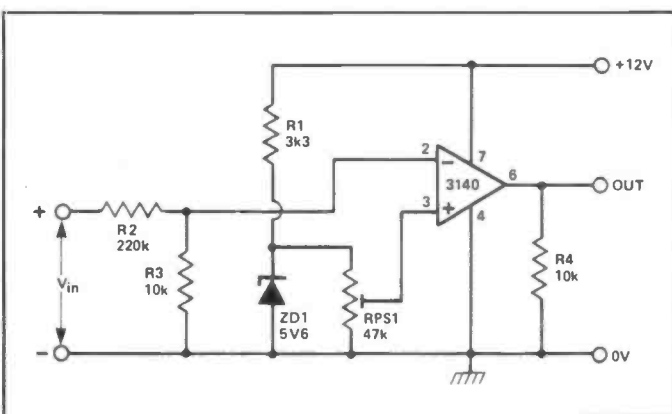 +12V
R1
3k3
2
7
-
3140
6
OUT
3
+
4
+
R2
220k
R3
10k
Vin
ZD1
5V6
RPS1
47k
R4
10k
-
0V